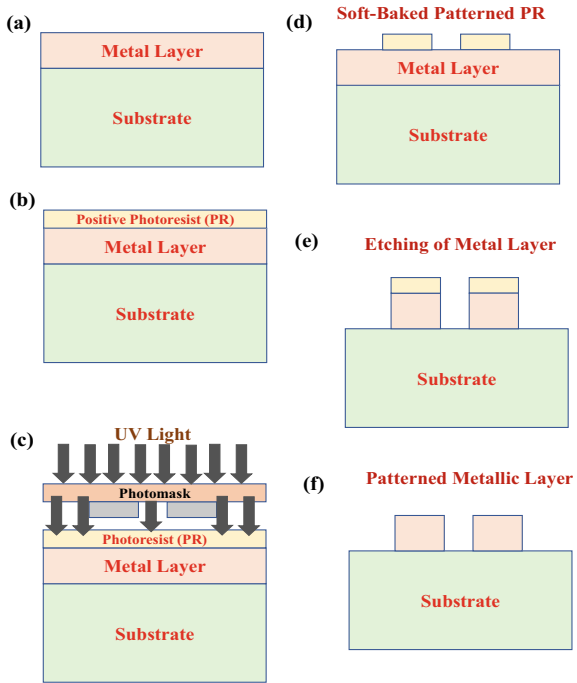 (a)
Metal Layer
Substrate
(b)
Positive Photoresist (PR)
Metal Layer
Substrate
(c)
UV Light
Photomask
Photoresist (PR)
Metal Layer
Substrate
(d)
Soft-Baked Patterned PR
Metal Layer
Substrate
(e)
Etching of Metal Layer
Substrate
(f)
Patterned Metallic Layer
Substrate